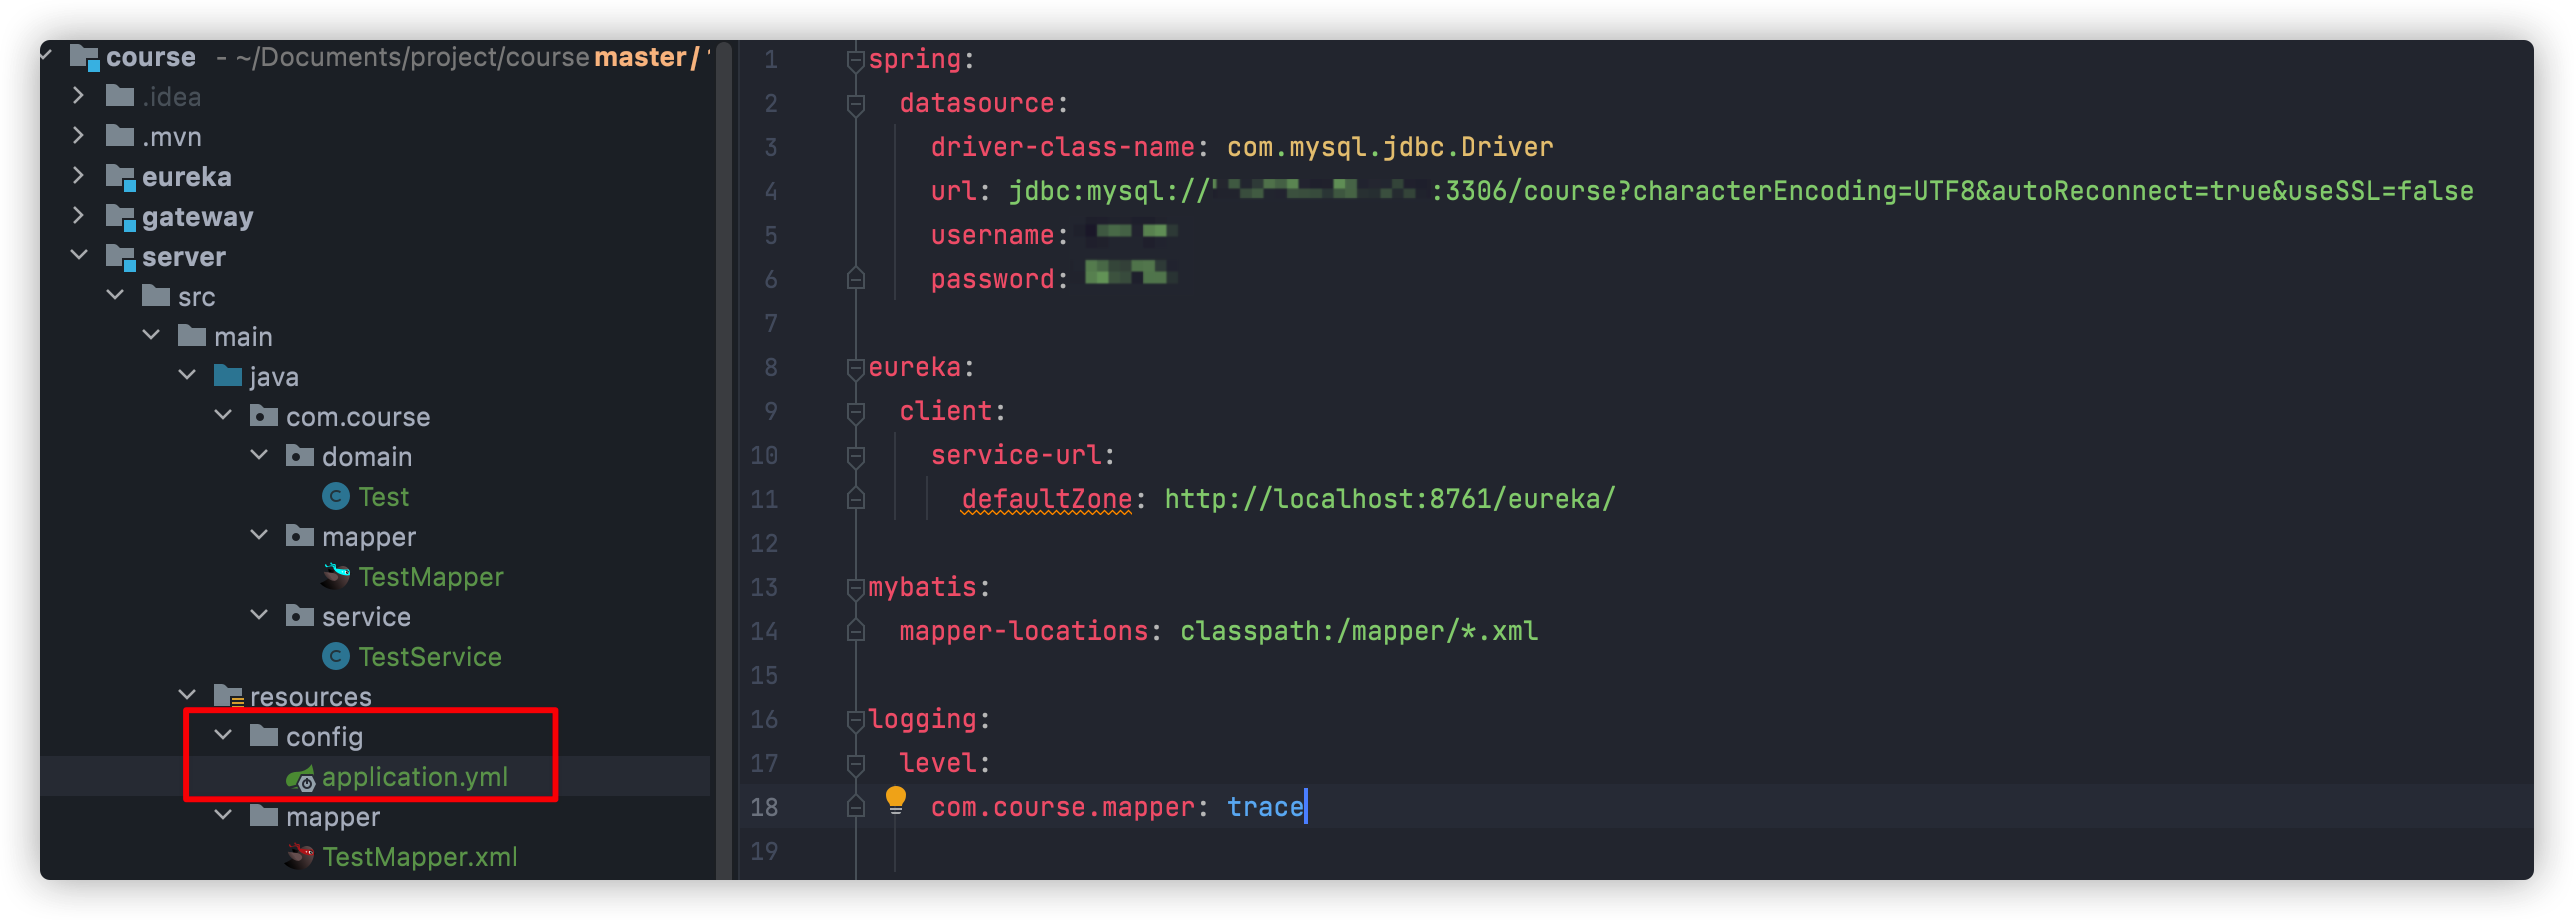 course - ~/Documents/project/course master /
.idea
.mvn
eureka
gateway
server
src
main
java
com.course
domain
Test
mapper
TestMapper
service
TestService
resources
config
application.yml
mapper
TestMapper.xml
1 spring:
2 datasource:
3 driver-class-name: com.mysql.jdbc.Driver
4 url: jdbc:mysql:// :3306/course?characterEncoding=UTF8&autoReconnect=true&useSSL=false
5 username:
6 password:
7
8 eureka:
9 client:
10 service-url:
11 defaultZone: http://localhost:8761/eureka/
12
13 mybatis:
14 mapper-locations: classpath:/mapper/*.xml
15
16 logging:
17 level:
18 com.course.mapper: trace
19